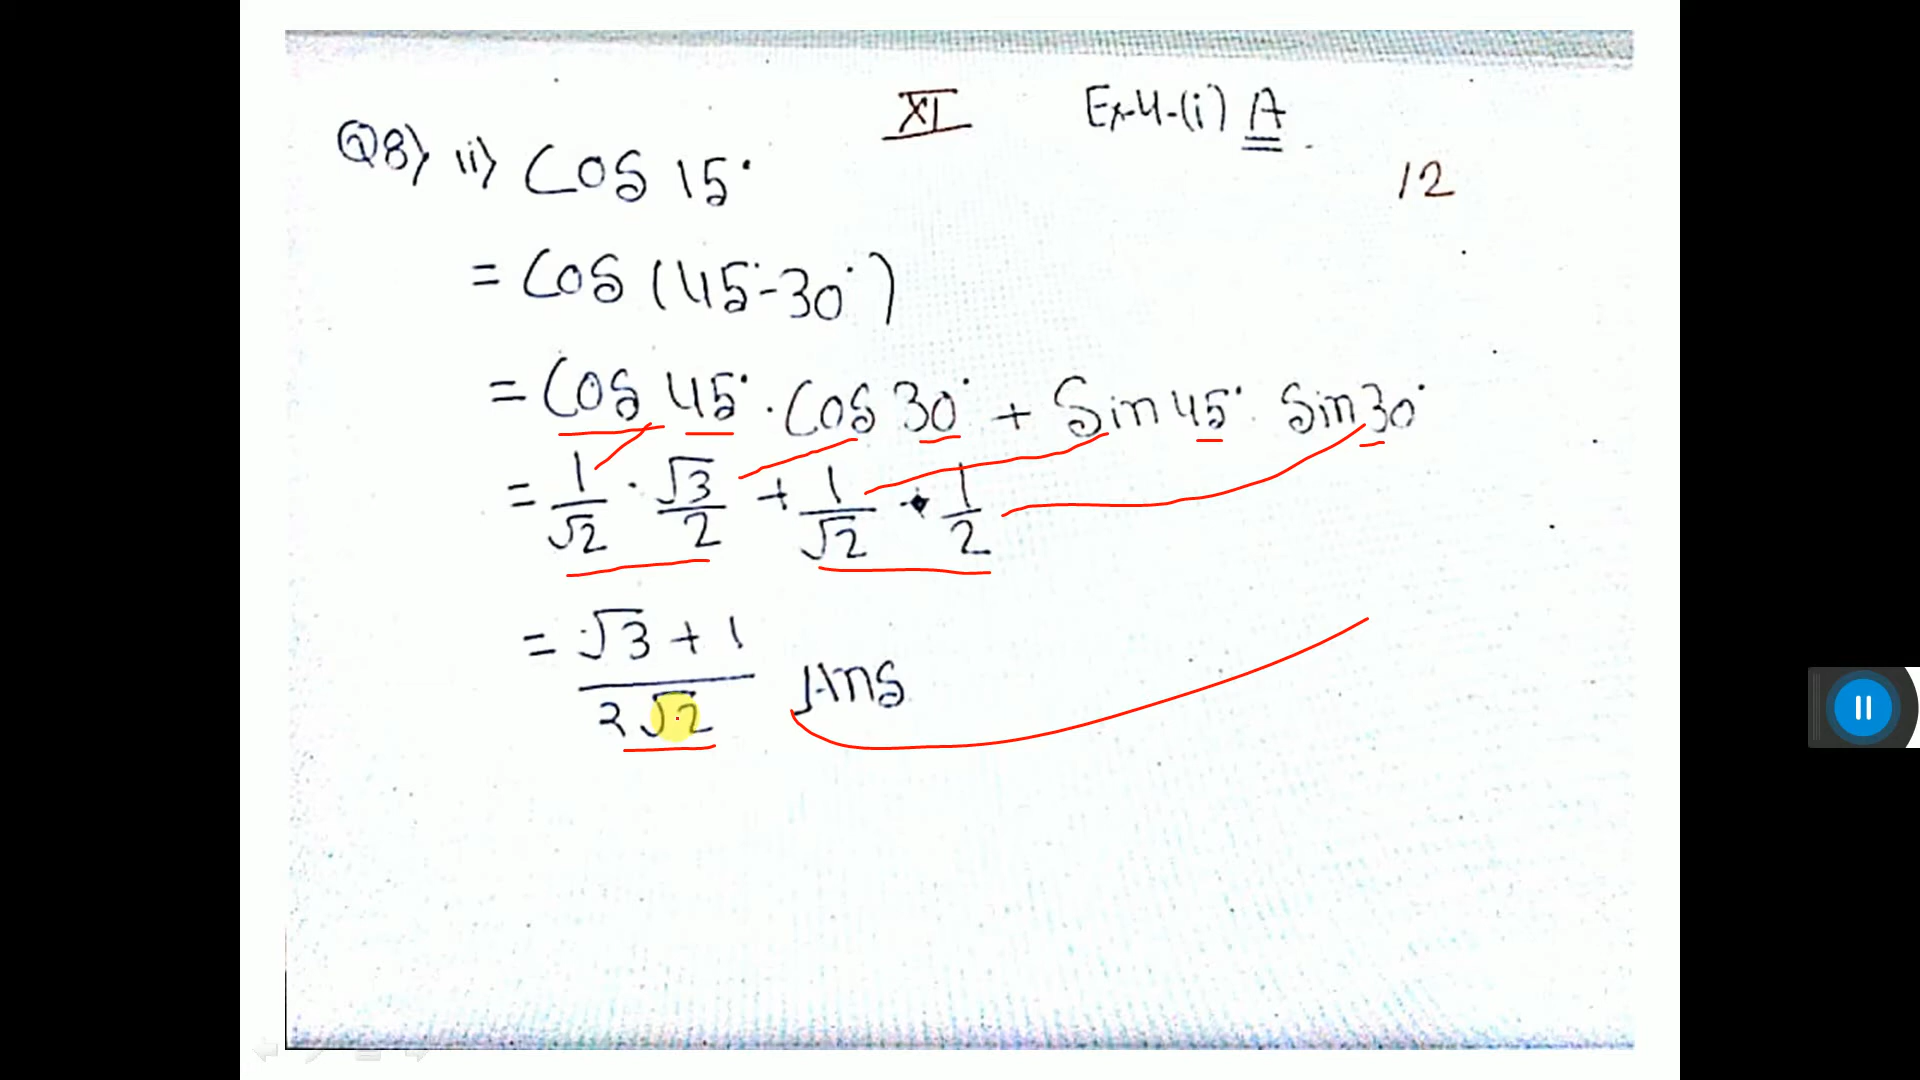 XI Ex-4-(i) A
Q8) ii) Cos 15°
12
= Cos (45°-30°)
= Cos 45° . Cos 30° + Sin 45° Sin 30°
= 1/√2 . √3/2 + 1/√2 . 1/2
= √3 + 1 / 2√2 Ans